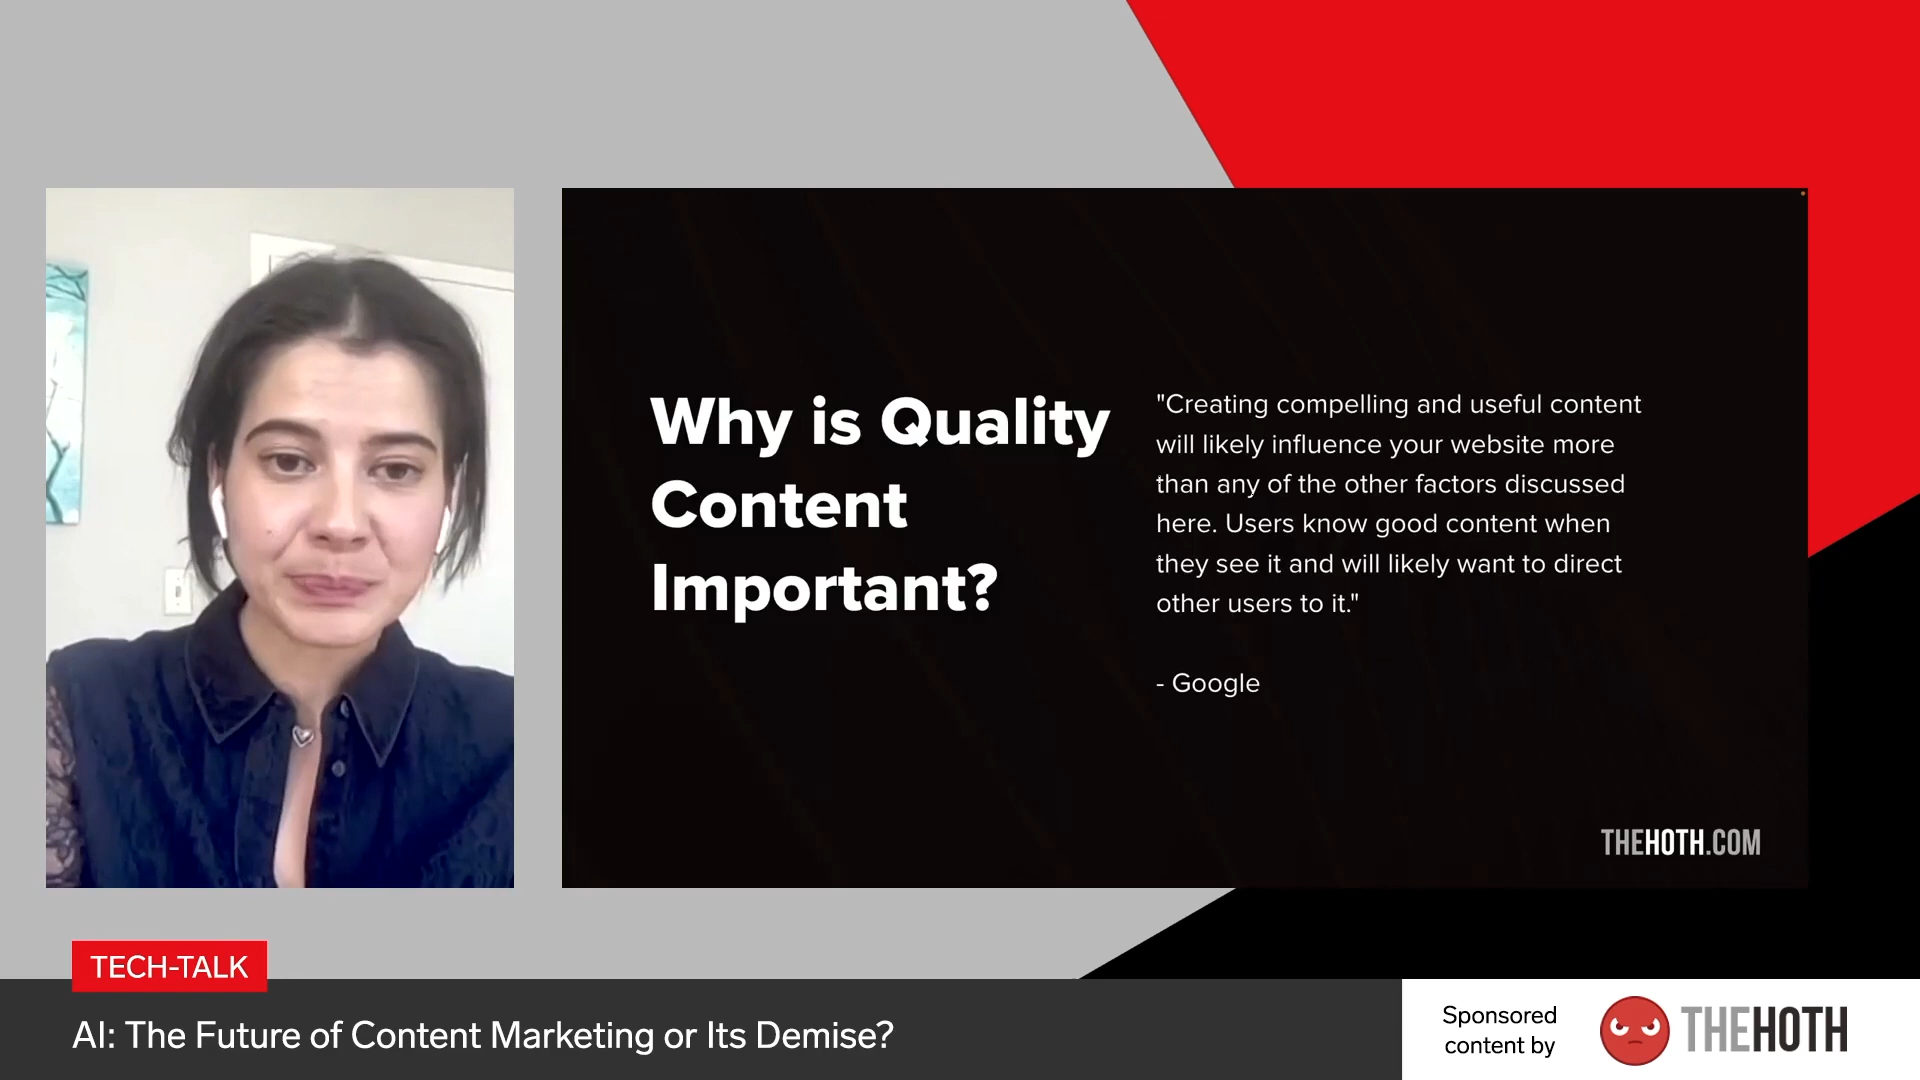 Why is Quality
Content
Important?
"Creating compelling and useful content
will likely influence your website more
than any of the other factors discussed
here. Users know good content when
they see it and will likely want to direct
other users to it."
- Google
THEHOTH.COM
TECH-TALK
AI: The Future of Content Marketing or Its Demise?
Sponsored
content by
THEHOTH